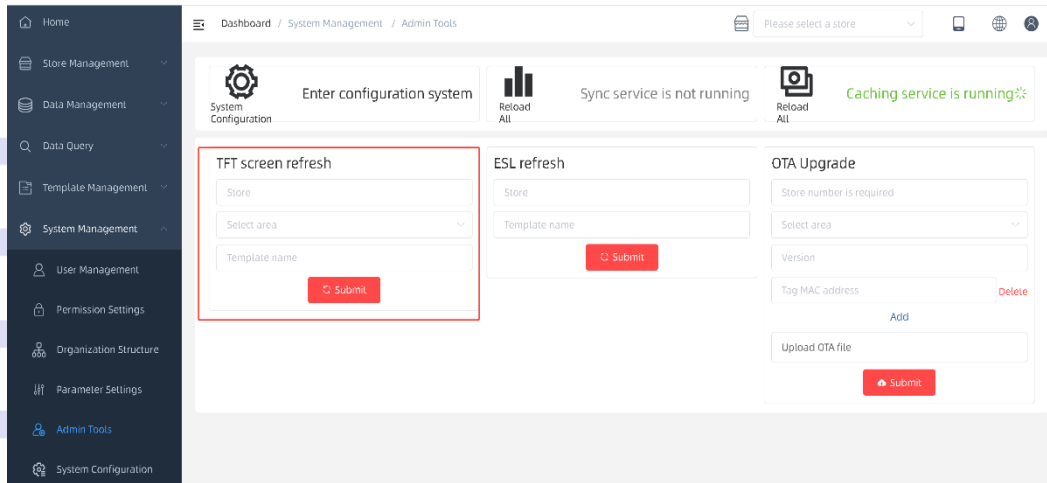 Home
Dashboard / System Management / Admin Tools
Please select a store
Store Management
Data Management
Data Query
Template Management
System Management
User Management
Permission Settings
Organization Structure
Parameter Settings
Admin Tools
System Configuration
System
Configuration
Enter configuration system
Reload
All
Sync service is not running
Reload
All
Caching service is running
TFT screen refresh
Store
Select area
Template name
Submit
ESL refresh
Store
Template name
Submit
OTA Upgrade
Store number is required
Select area
Version
Tag MAC address
Delete
Add
Upload OTA file
Submit